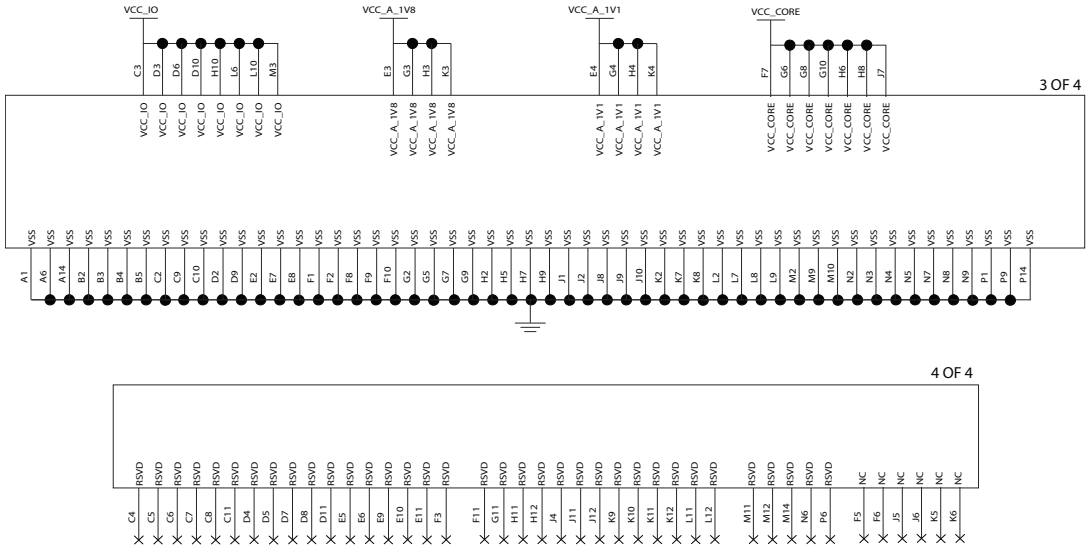 VCC_IO VCC_A_1V8 VCC_A_1V1 VCC_CORE
C3 D3 D6 D10 H10 L6 L10 M3 E3 G3 H3 K3 E4 G4 H4 K4 F7 G6 G8 G10 H6 H8 J7
3 OF 4
VCC_IO VCC_IO VCC_IO VCC_IO VCC_IO VCC_IO VCC_IO VCC_IO VCC_A_1V8 VCC_A_1V8 VCC_A_1V8 VCC_A_1V8 VCC_A_1V1 VCC_A_1V1 VCC_A_1V1 VCC_A_1V1 VCC_CORE VCC_CORE VCC_CORE VCC_CORE VCC_CORE VCC_CORE VCC_CORE
VSS VSS VSS VSS VSS VSS VSS VSS VSS VSS VSS VSS VSS VSS VSS VSS VSS VSS VSS VSS VSS VSS VSS VSS VSS VSS VSS VSS VSS VSS VSS VSS VSS VSS VSS VSS VSS VSS VSS VSS VSS VSS VSS VSS VSS VSS VSS VSS VSS VSS VSS VSS VSS
A1 A6 A14 B2 B3 B4 B5 C2 C9 C10 D2 D9 E2 E7 E8 F1 F2 F8 F9 F10 G2 G5 G7 G9 H2 H5 H7 H9 J1 J2 J8 J9 J10 K2 K7 K8 L2 L7 L8 L9 M2 M9 M10 N2 N3 N4 N5 N7 N8 N9 P1 P9 P14
4 OF 4
RSVD RSVD RSVD RSVD RSVD RSVD RSVD RSVD RSVD RSVD RSVD RSVD RSVD RSVD RSVD RSVD RSVD RSVD RSVD RSVD RSVD RSVD RSVD RSVD RSVD RSVD RSVD RSVD RSVD RSVD RSVD RSVD RSVD RSVD RSVD NC NC NC NC NC NC
C4 C5 C6 C7 C8 C11 D4 D5 D7 D8 D11 E5 E6 E9 E10 E11 F3 F11 G11 H11 H12 J4 J11 J12 K9 K10 K11 K12 L11 L12 M11 M12 M14 N6 P6 F5 F6 J5 J6 K5 K6